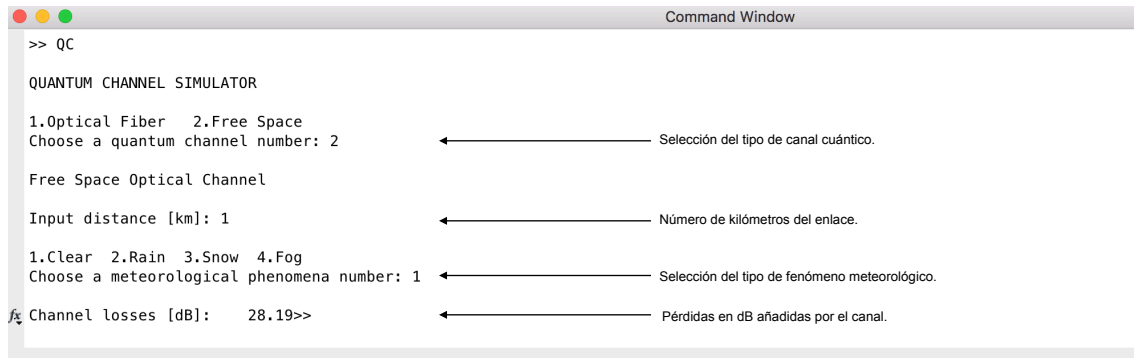 Command Window
>> QC
QUANTUM CHANNEL SIMULATOR
1.Optical Fiber 2.Free Space
Choose a quantum channel number: 2
Selección del tipo de canal cuántico.
Free Space Optical Channel
Input distance [km]: 1
Número de kilómetros del enlace.
1.Clear 2.Rain 3.Snow 4.Fog
Choose a meteorological phenomena number: 1
Selección del tipo de fenómeno meteorológico.
fx Channel losses [dB]: 28.19>>
Pérdidas en dB añadidas por el canal.